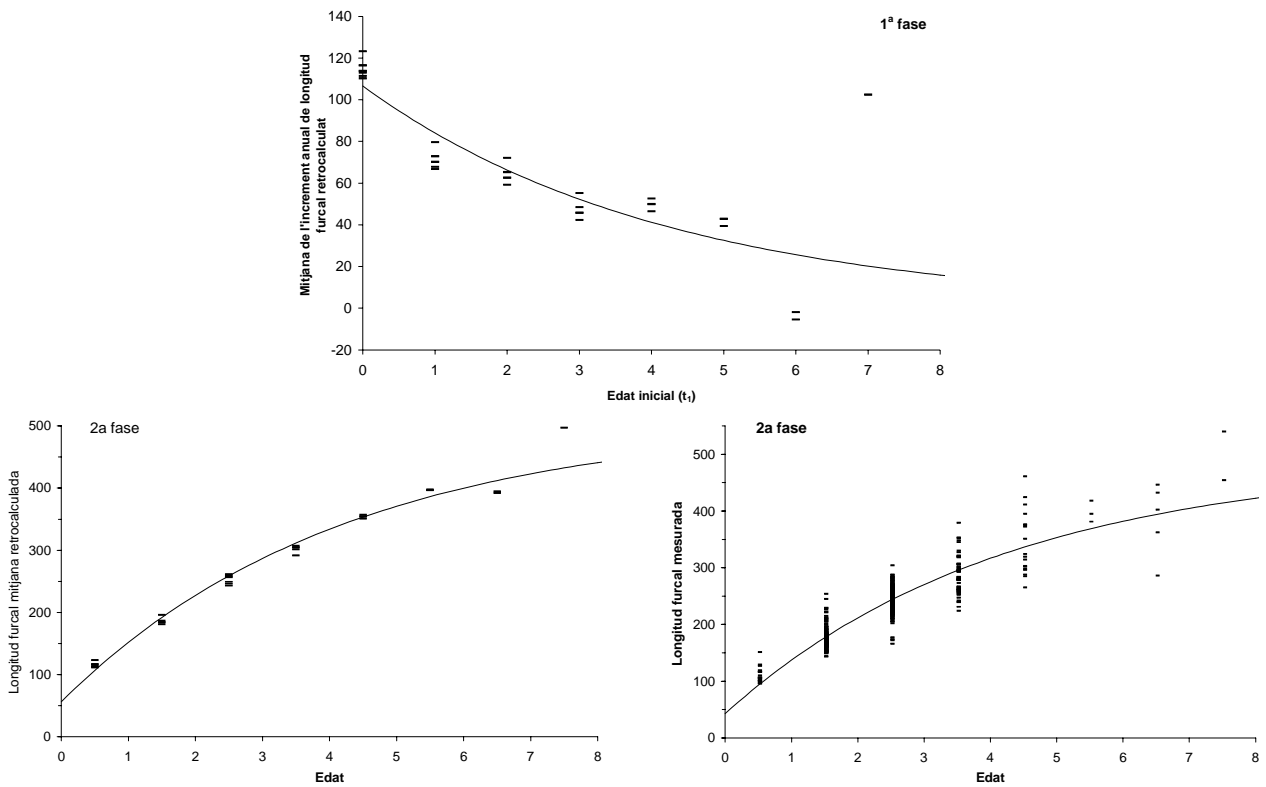 1ª fase
Mitjana de l'increment anual de longitud
furcal retrocalculat
140
120
100
80
60
40
20
0
-20
0 1 2 3 4 5 6 7 8
Edat inicial (t₁)
2a fase
Longitud furcal mitjana retrocalculada
500
400
300
200
100
0
0 1 2 3 4 5 6 7 8
Edat
2a fase
Longitud furcal mesurada
500
400
300
200
100
0
0 1 2 3 4 5 6 7 8
Edat